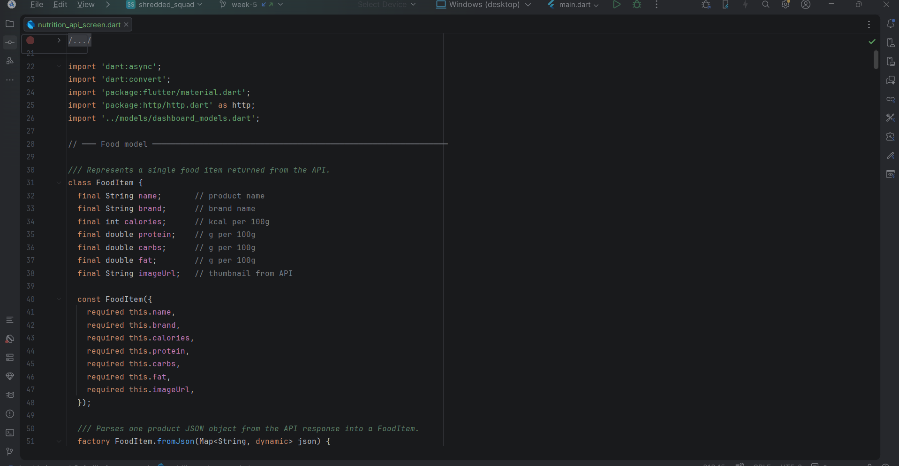 File Edit View shredded_squad week-5 Select Device Windows (desktop) main.dart
nutrition_api_screen.dart
/.../
21
22 import 'dart:async';
23 import 'dart:convert';
24 import 'package:flutter/material.dart';
25 import 'package:http/http.dart' as http;
26 import '../models/dashboard_models.dart';
27
28 // ─── Food model ───
29
30 /// Represents a single food item returned from the API.
31 class FoodItem {
32 final String name; // product name
33 final String brand; // brand name
34 final int calories; // kcal per 100g
35 final double protein; // g per 100g
36 final double carbs; // g per 100g
37 final double fat; // g per 100g
38 final String imageUrl; // thumbnail from API
39
40 const FoodItem({
41 required this.name,
42 required this.brand,
43 required this.calories,
44 required this.protein,
45 required this.carbs,
46 required this.fat,
47 required this.imageUrl,
48 });
49
50 /// Parses one product JSON object from the API response into a FoodItem.
51 factory FoodItem.fromJson(Map<String, dynamic> json) {